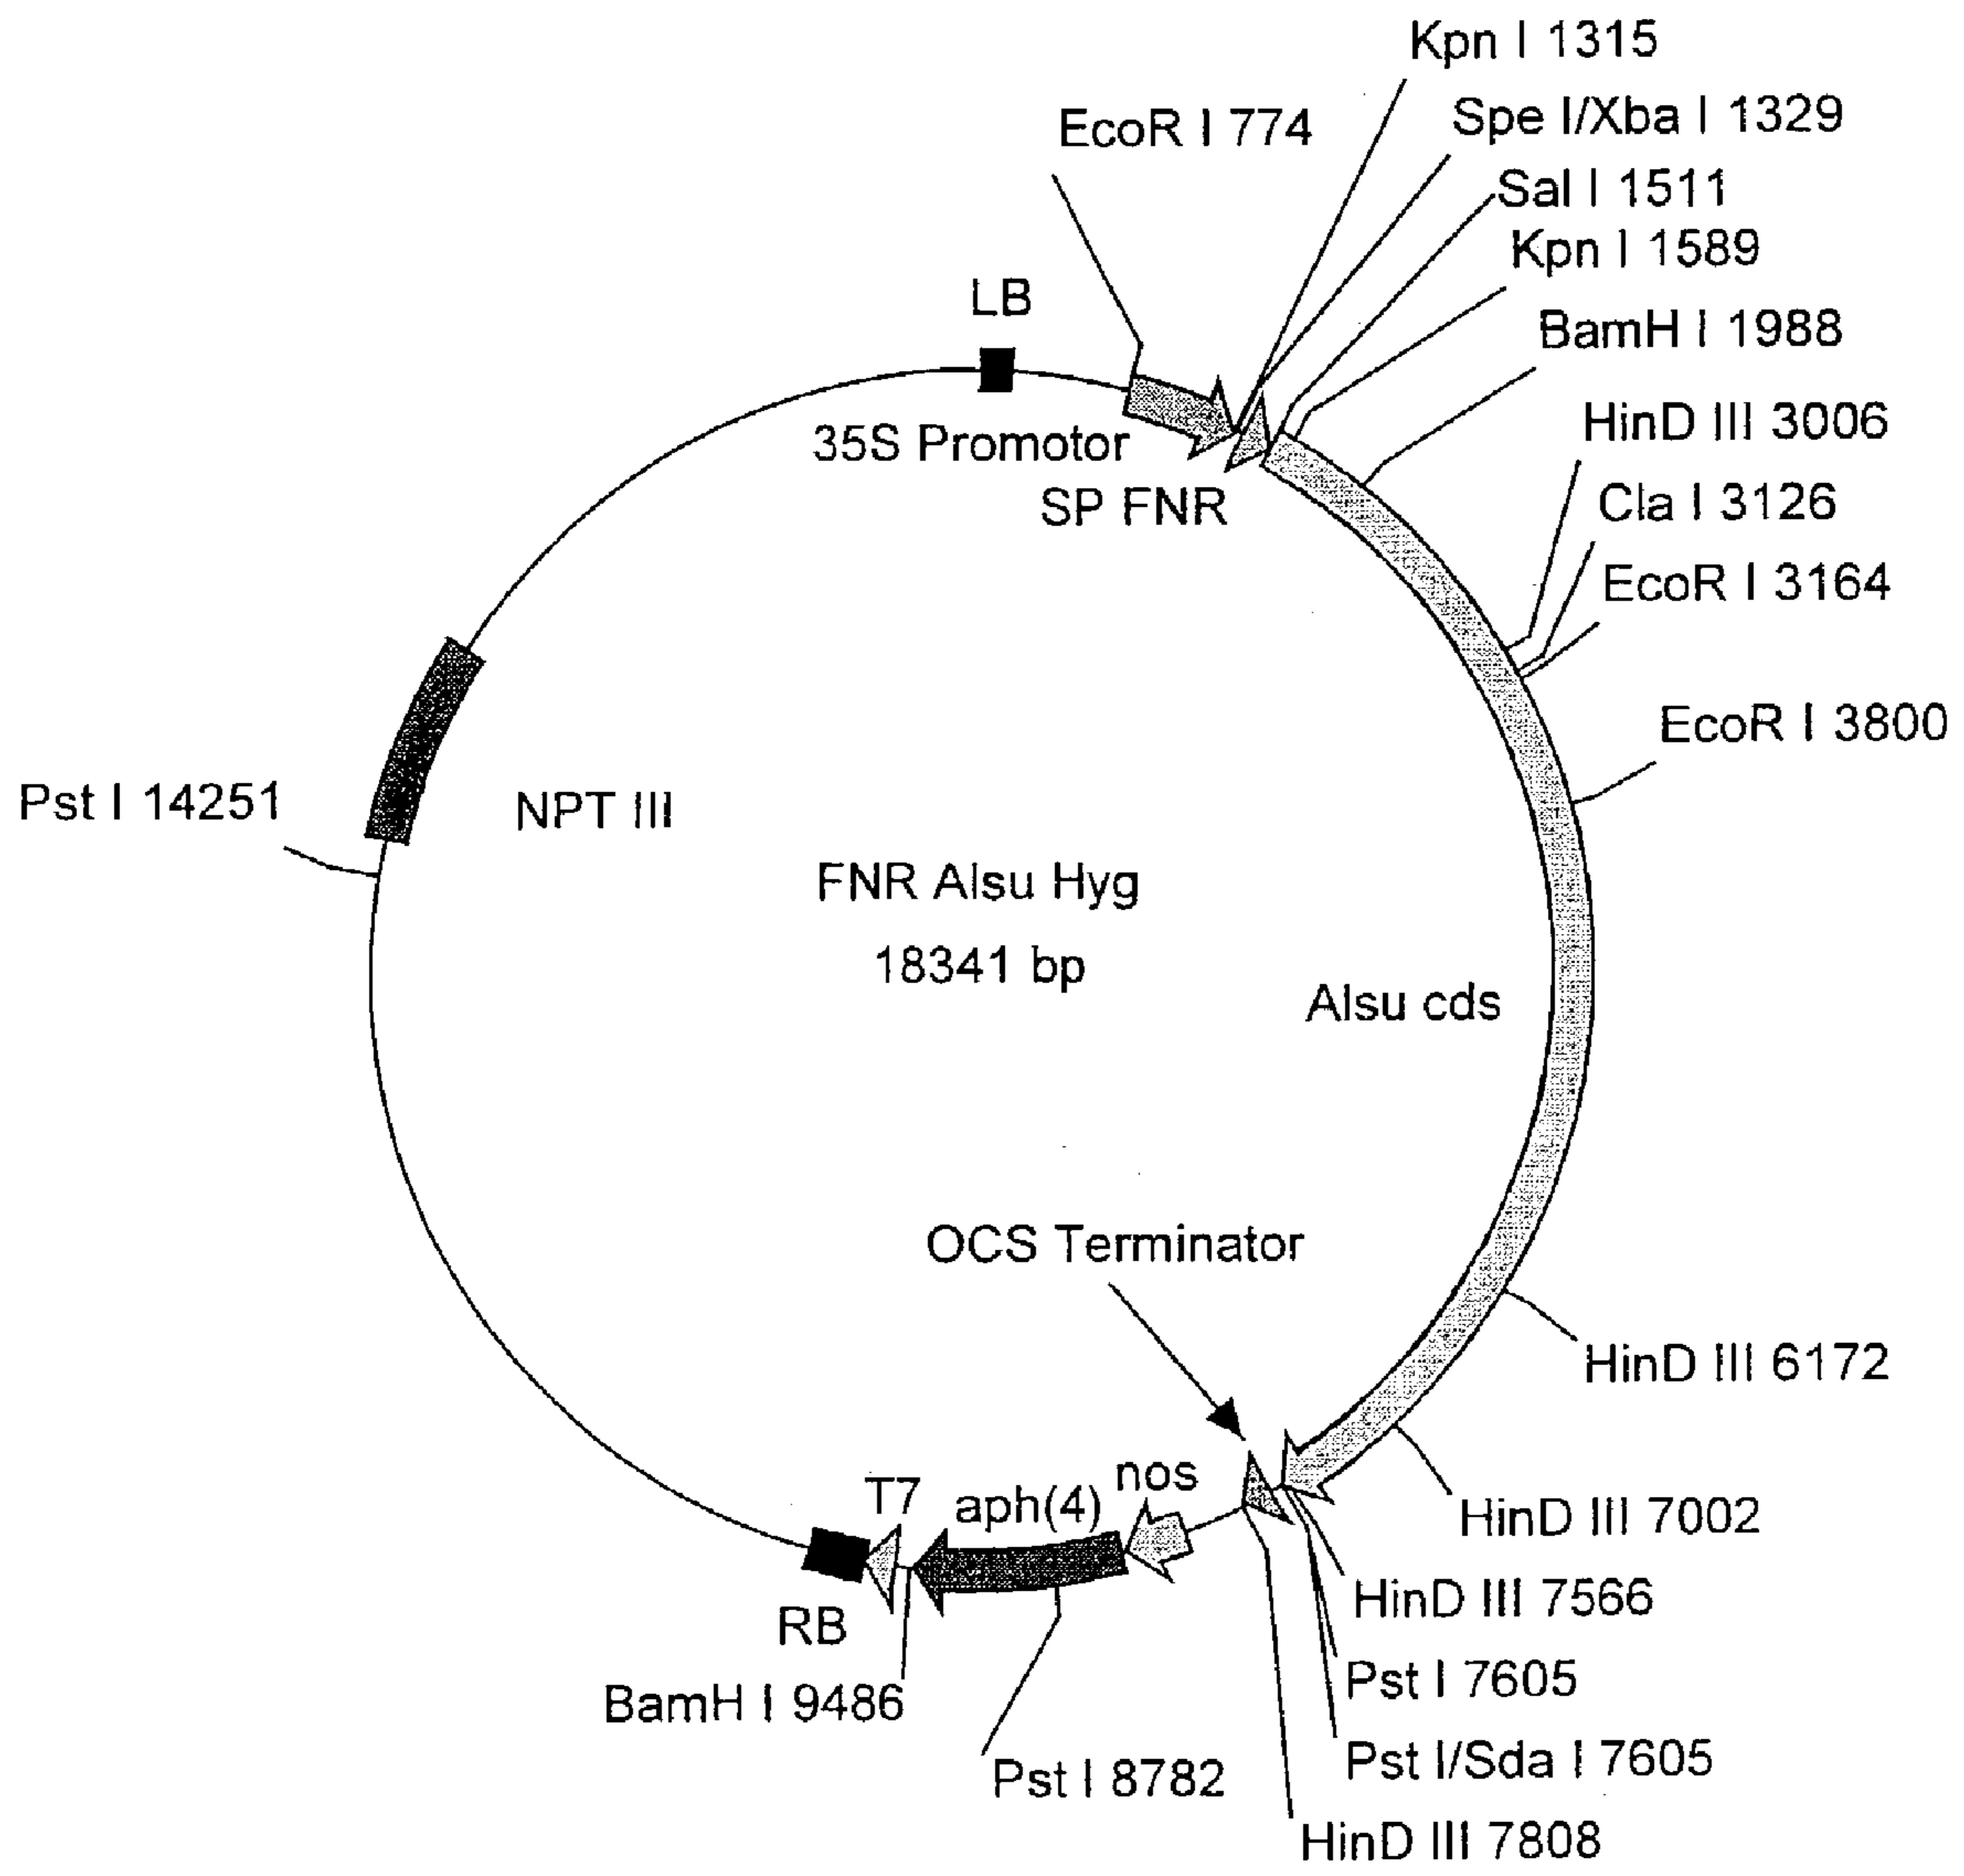 Kpn I 1315
EcoR I 774
Spe I/Xba I 1329
Sal I 1511
Kpn I 1589
LB
BamH I 1988
HinD III 3006
35S Promotor
Cla I 3126
SP FNR
EcoR I 3164
EcoR I 3800
Pst I 14251
NPT III
FNR Alsu Hyg
18341 bp
Alsu cds
OCS Terminator
HinD III 6172
nos
T7
aph(4)
HinD III 7002
HinD III 7566
RB
Pst I 7605
BamH I 9486
Pst I/Sda I 7605
Pst I 8782
HinD III 7808